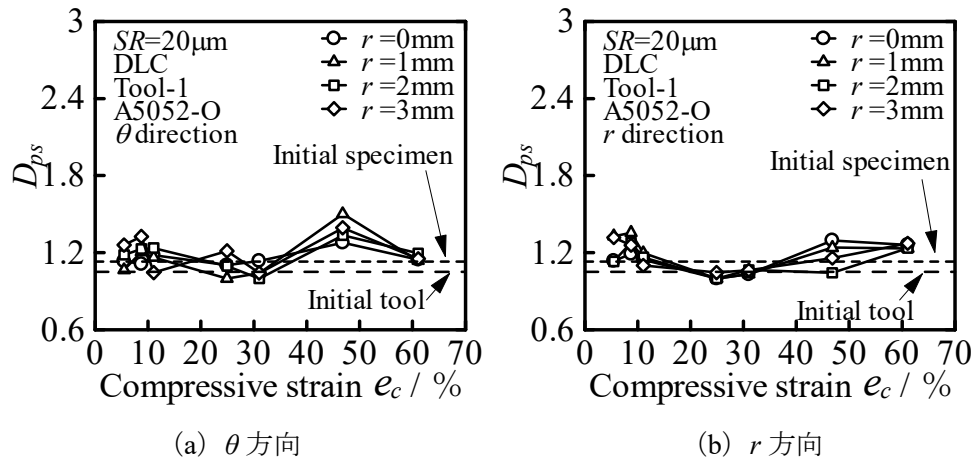 3
2.4
1.8
1.2
0.6
D_ps
SR=20μm
DLC
Tool-1
A5052-O
θ direction
r =0mm
r =1mm
r =2mm
r =3mm
Initial specimen
Initial tool
0 10 20 30 40 50 60 70
Compressive strain e_c / %
(a) θ 方向
3
2.4
1.8
1.2
0.6
D_ps
SR=20μm
DLC
Tool-1
A5052-O
r direction
r =0mm
r =1mm
r =2mm
r =3mm
Initial specimen
Initial tool
0 10 20 30 40 50 60 70
Compressive strain e_c / %
(b) r 方向